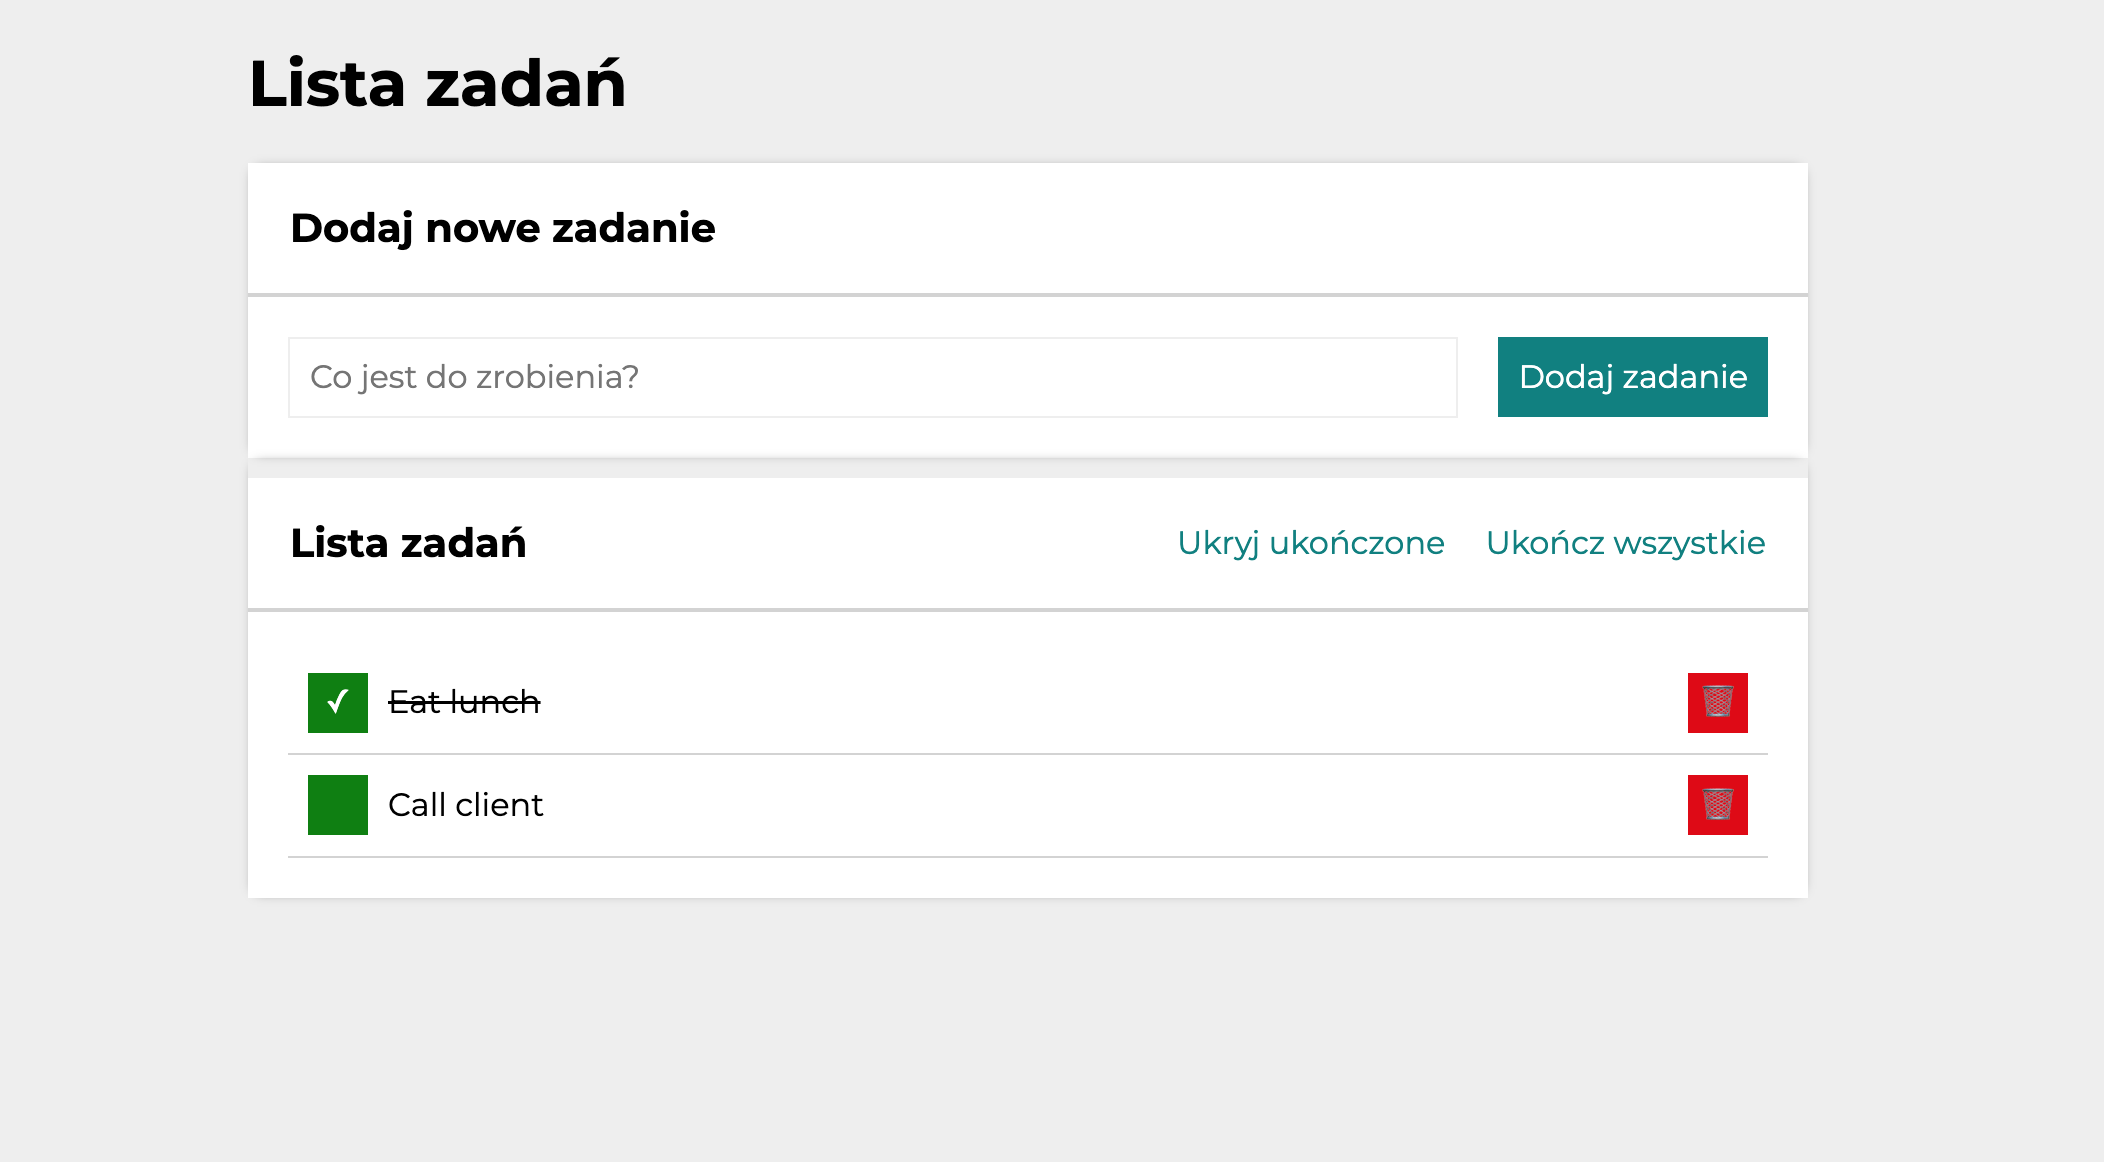 Lista zadań
Dodaj nowe zadanie
Co jest do zrobienia?
Dodaj zadanie
Lista zadań
Ukryj ukończone
Ukończ wszystkie
✓ Eat lunch
Call client